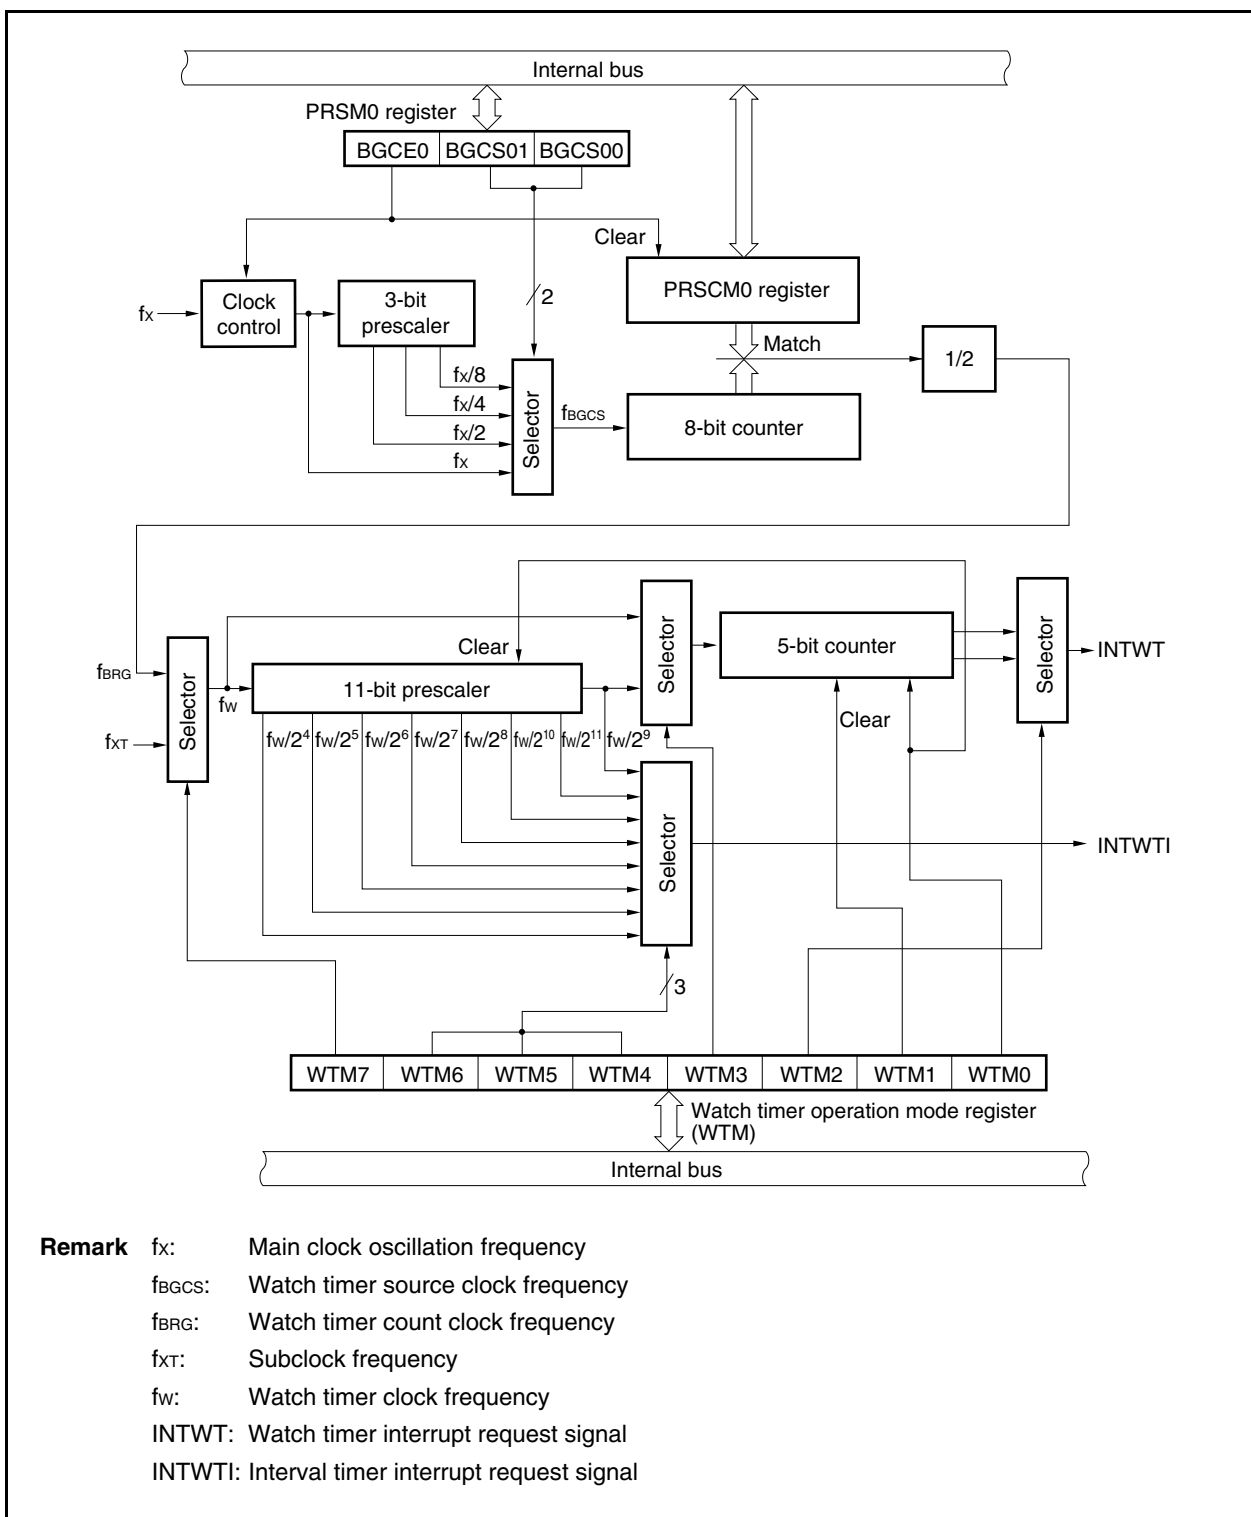 Internal bus
PRSM0 register
BGCE0 BGCS01 BGCS00
Clear
PRSCM0 register
fX
Clock control
3-bit prescaler
2
Match
1/2
fX/8
fX/4
fX/2
fX
Selector
fBGCS
8-bit counter
Clear
Selector
5-bit counter
Selector
INTWT
fBRG
Selector
fW
11-bit prescaler
fXT
Clear
fW/2⁴ fW/2⁵ fW/2⁶ fW/2⁷ fW/2⁸ fW/2¹⁰ fW/2¹¹ fW/2⁹
Selector
INTWTI
3
WTM7 WTM6 WTM5 WTM4 WTM3 WTM2 WTM1 WTM0
Watch timer operation mode register
(WTM)
Internal bus
Remark fX: Main clock oscillation frequency
fBGCS: Watch timer source clock frequency
fBRG: Watch timer count clock frequency
fXT: Subclock frequency
fW: Watch timer clock frequency
INTWT: Watch timer interrupt request signal
INTWTI: Interval timer interrupt request signal